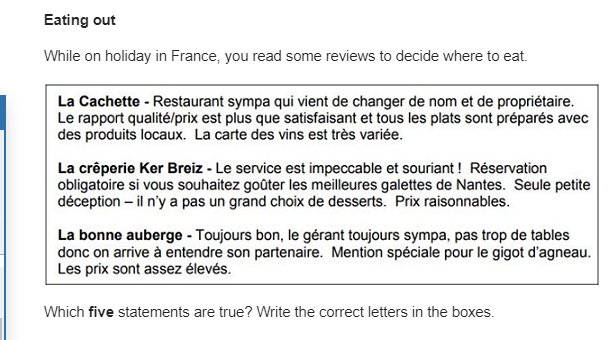 Eating out
While on holiday in France, you read some reviews to decide where to eat.
La Cachette - Restaurant sympa qui vient de changer de nom et de propriétaire.
Le rapport qualité/prix est plus que satisfaisant et tous les plats sont préparés avec
des produits locaux.  La carte des vins est très variée.
La crêperie Ker Breiz - Le service est impeccable et souriant !  Réservation
obligatoire si vous souhaitez goûter les meilleures galettes de Nantes.  Seule petite
déception – il n'y a pas un grand choix de desserts.  Prix raisonnables.
La bonne auberge - Toujours bon, le gérant toujours sympa, pas trop de tables
donc on arrive à entendre son partenaire.  Mention spéciale pour le gigot d'agneau.
Les prix sont assez élevés.
Which five statements are true? Write the correct letters in the boxes.